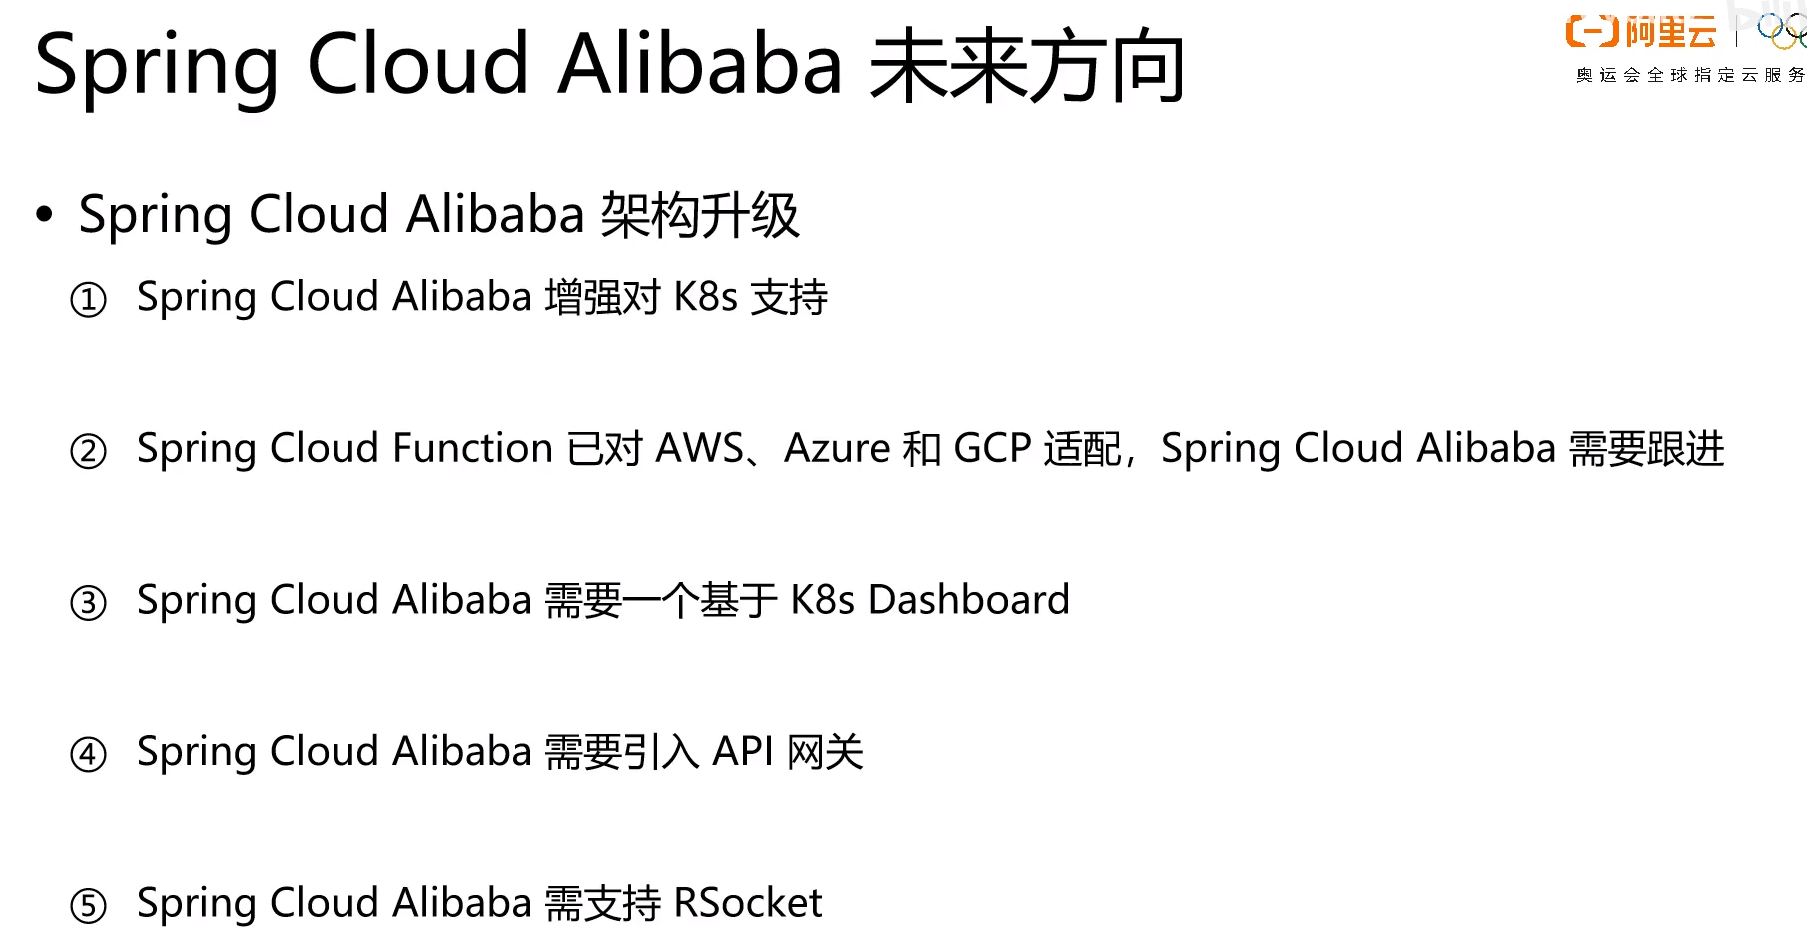 阿里云
奥运会全球指定云服务
Spring Cloud Alibaba 未来方向
• Spring Cloud Alibaba 架构升级
① Spring Cloud Alibaba 增强对 K8s 支持
② Spring Cloud Function 已对 AWS、Azure 和 GCP 适配，Spring Cloud Alibaba 需要跟进
③ Spring Cloud Alibaba 需要一个基于 K8s Dashboard
④ Spring Cloud Alibaba 需要引入 API 网关
⑤ Spring Cloud Alibaba 需支持 RSocket